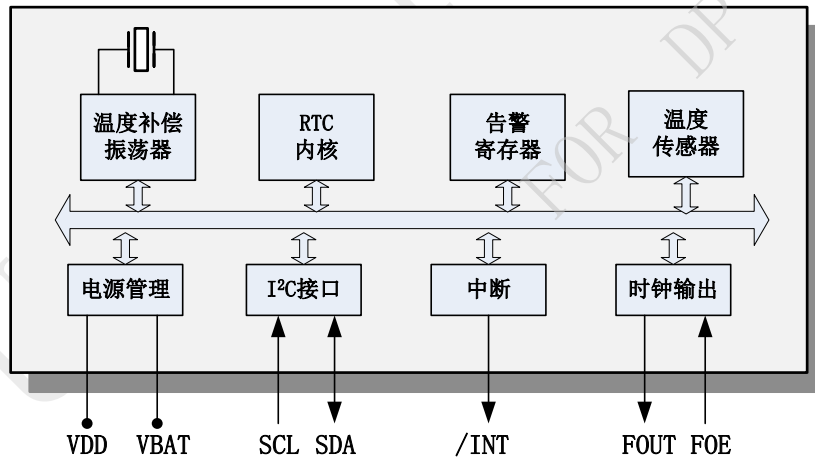 温度补偿
振荡器
RTC
内核
告警
寄存器
温度
传感器
电源管理
I²C接口
中断
时钟输出
VDD VBAT SCL SDA /INT FOUT FOE
FOR DP